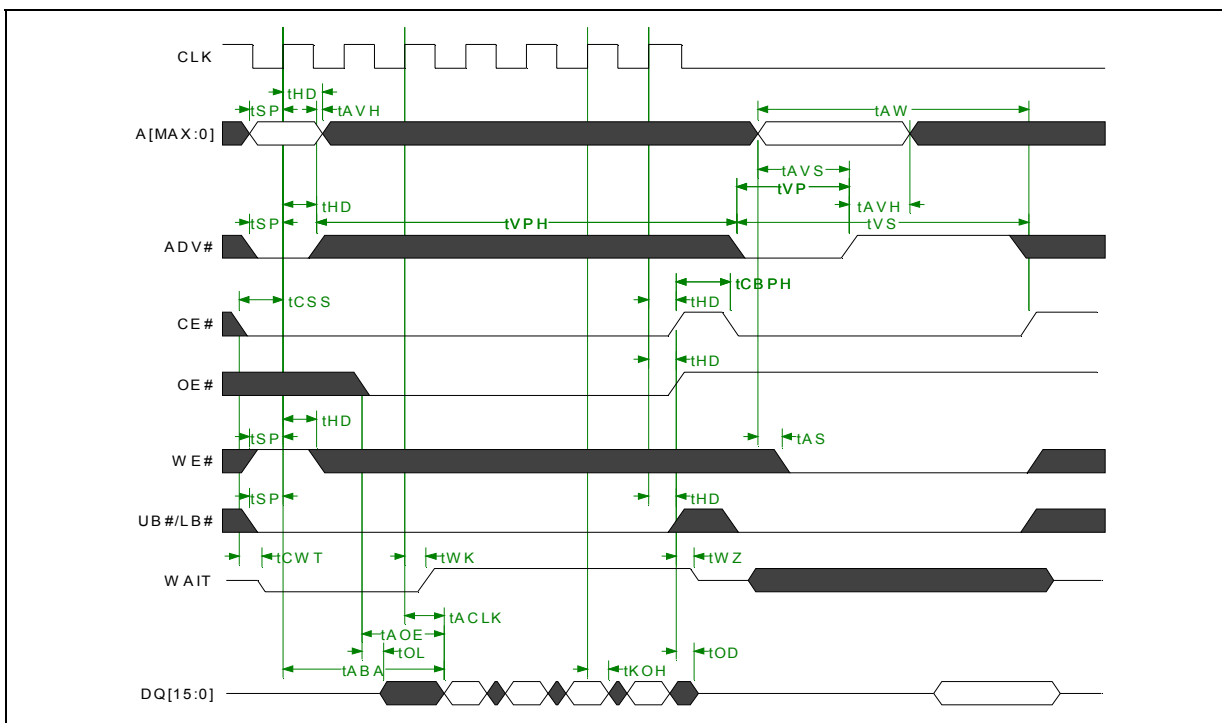 CLK
tHD
tSP
tAVH
tAW
A[MAX:0]
tAVS
tVP
tHD
tAVH
tSP
tVPH
tVS
ADV#
tCBPH
tCSS
tHD
CE#
tHD
OE#
tHD
tSP
tAS
WE#
tSP
tHD
UB#/LB#
tCWT
tWK
tWZ
WAIT
tACLK
tAOE
tOL
tOD
tABA
tKOH
DQ[15:0]